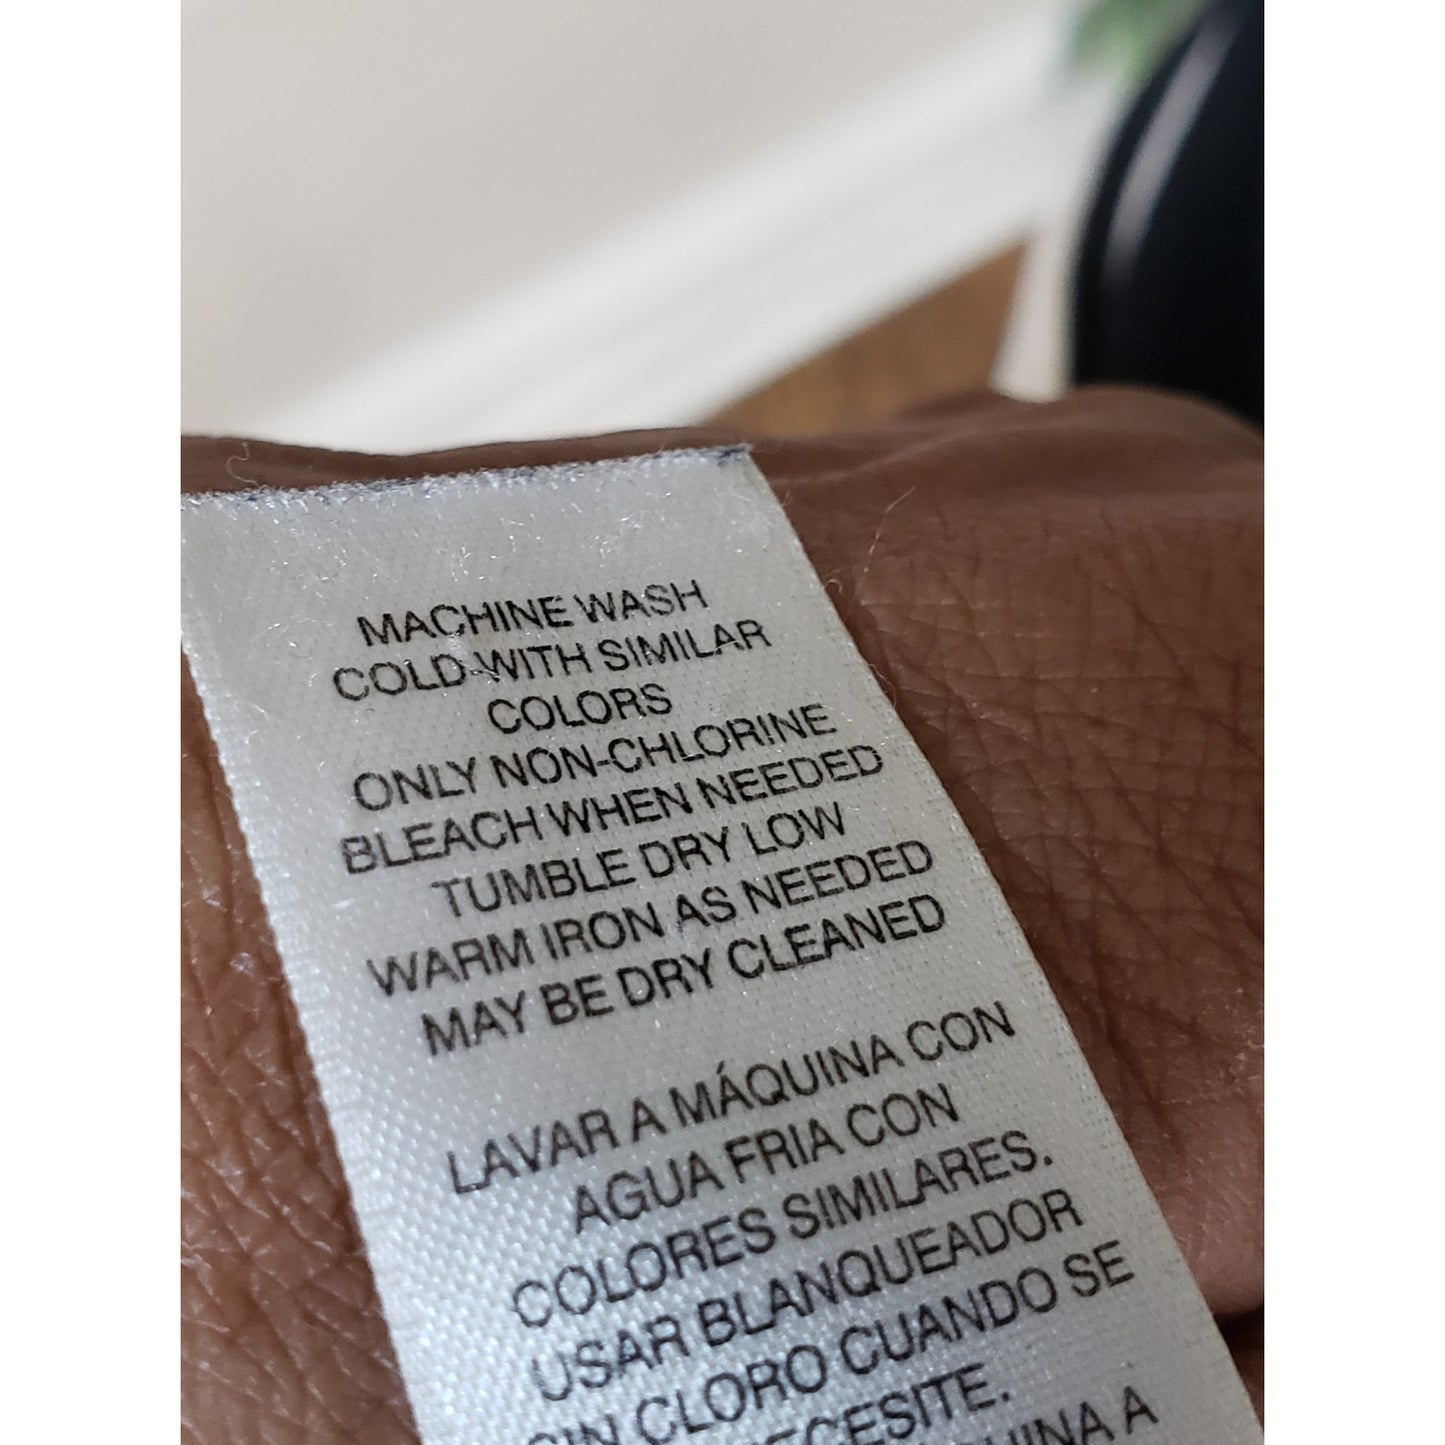 MACHINE WASH
COLD WITH SIMILAR
COLORS
ONLY NON-CHLORINE
BLEACH WHEN NEEDED
TUMBLE DRY LOW
WARM IRON AS NEEDED
MAY BE DRY CLEANED
LAVAR A MÁQUINA CON
AGUA FRIA CON
COLORES SIMILARES.
USAR BLANQUEADOR
SIN CLORO CUANDO SE
A